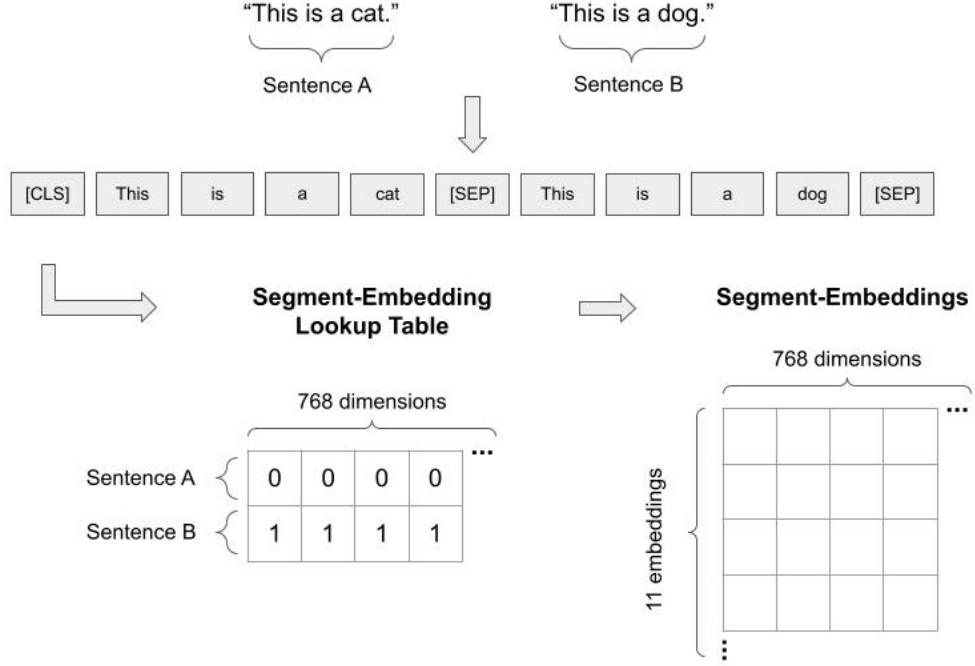 “This is a cat.” “This is a dog.”
Sentence A Sentence B
[CLS] This is a cat [SEP] This is a dog [SEP]
Segment-Embedding
Lookup Table
Segment-Embeddings
768 dimensions
...
Sentence A 0 0 0 0
Sentence B 1 1 1 1
768 dimensions
...
11 embeddings
...